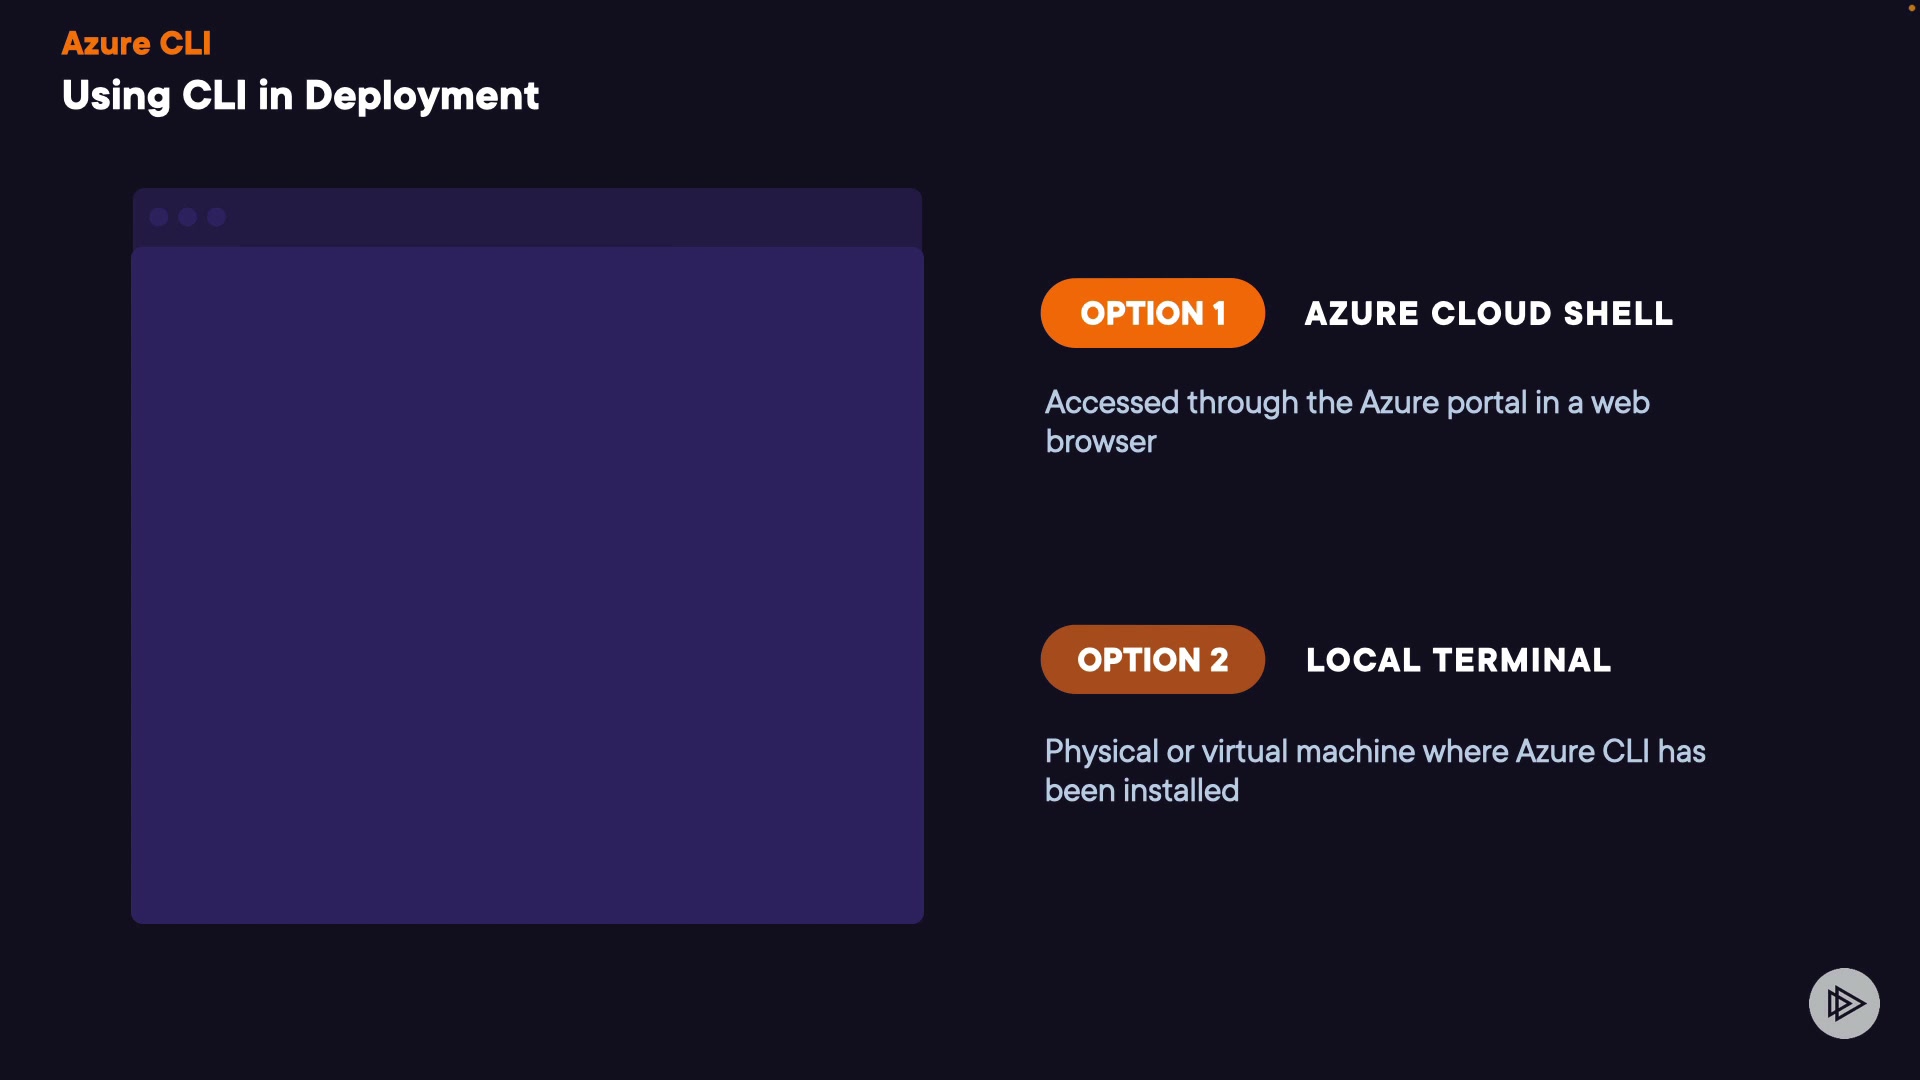 Azure CLI
Using CLI in Deployment
OPTION 1
AZURE CLOUD SHELL
Accessed through the Azure portal in a web
browser
OPTION 2
LOCAL TERMINAL
Physical or virtual machine where Azure CLI has
been installed